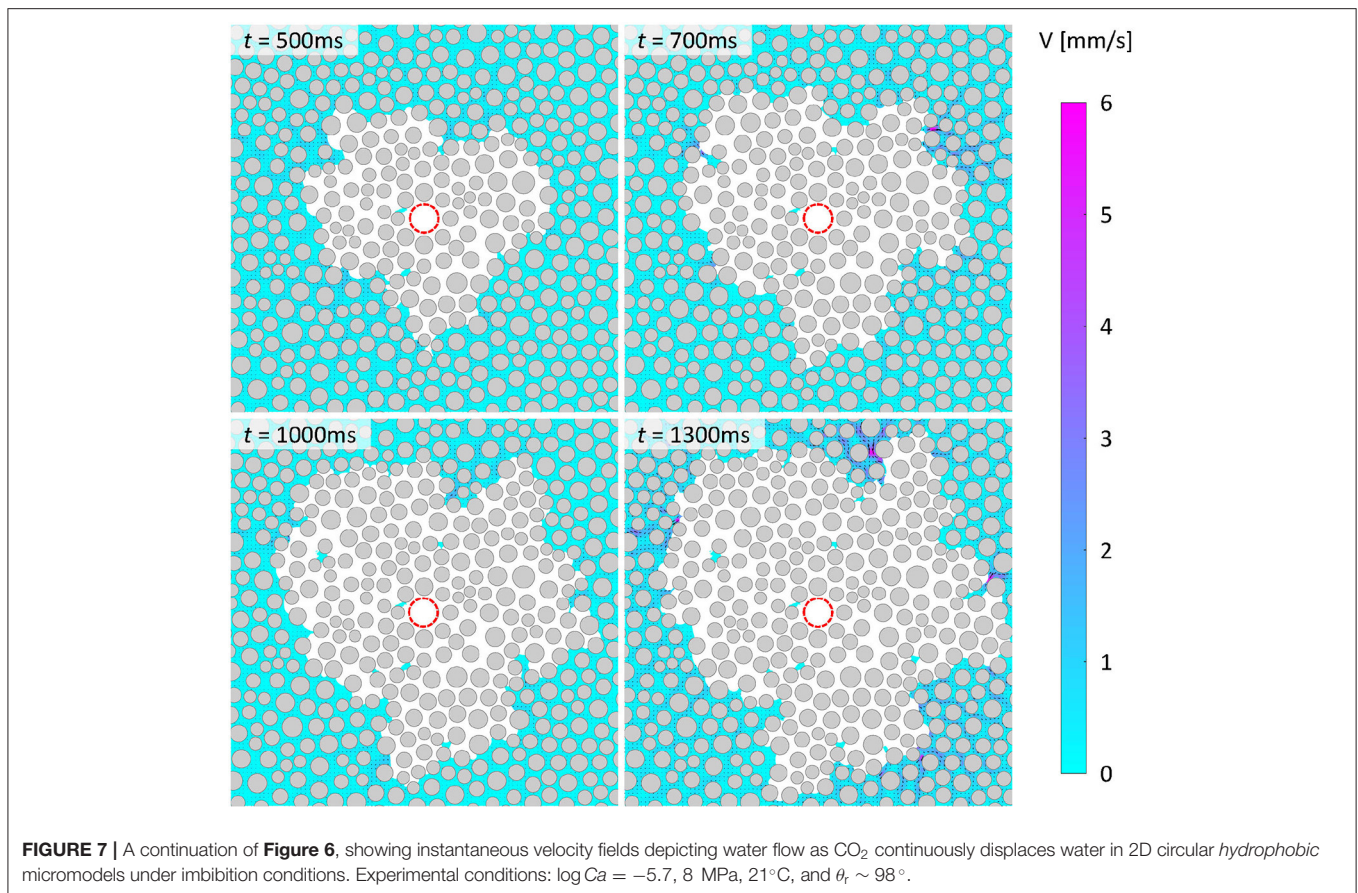 t = 500ms
t = 700ms
V [mm/s]
6
5
4
3
2
1
0
t = 1000ms
t = 1300ms
FIGURE 7 | A continuation of Figure 6, showing instantaneous velocity fields depicting water flow as CO₂ continuously displaces water in 2D circular hydrophobic
micromodels under imbibition conditions. Experimental conditions: log Ca = −5.7, 8 MPa, 21°C, and θr ∼ 98°.